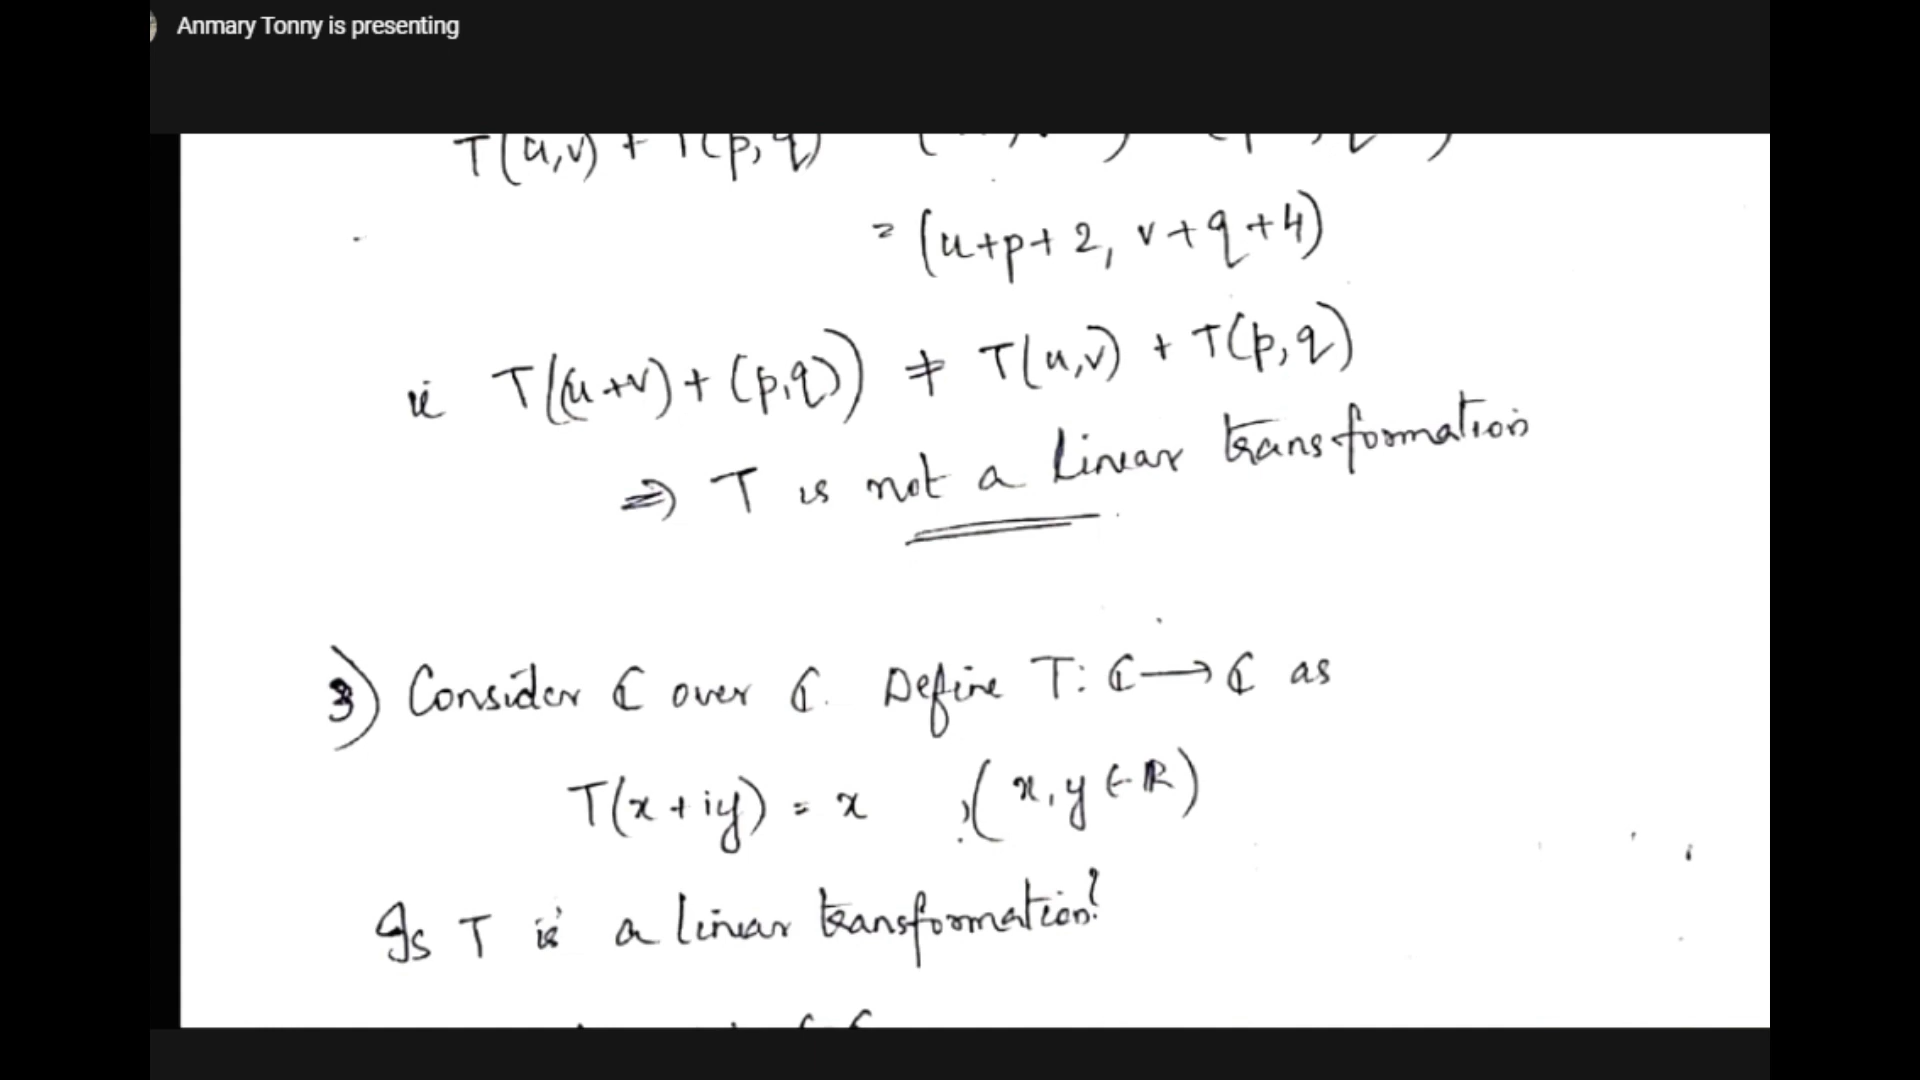 Anmary Tonny is presenting
T(u,v) + T(p,q)
= (u+p+2, v+q+4)
ie T((u+v)+(p,q)) ≠ T(u,v) + T(p,q)
⇒ T is not a Linear transformation
3) Consider ℂ over ℂ. Define T: ℂ→ℂ as
T(x+iy) = x , (x,y ∈ ℝ)
Is T is a linear transformation?